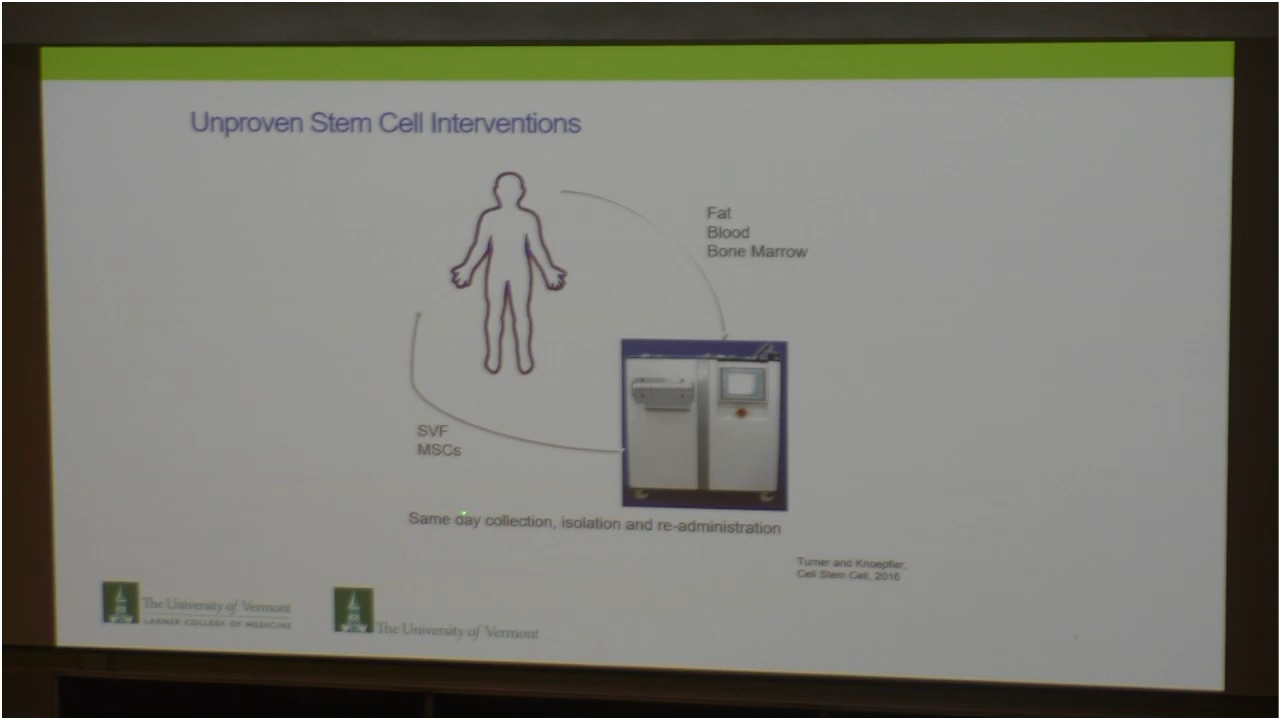 Unproven Stem Cell Interventions
Fat
Blood
Bone Marrow
SVF
MSCs
Same day collection, isolation and re-administration
Turner and Knoepfler,
Cell Stem Cell, 2016
The University of Vermont
LARNER COLLEGE OF MEDICINE
The University of Vermont